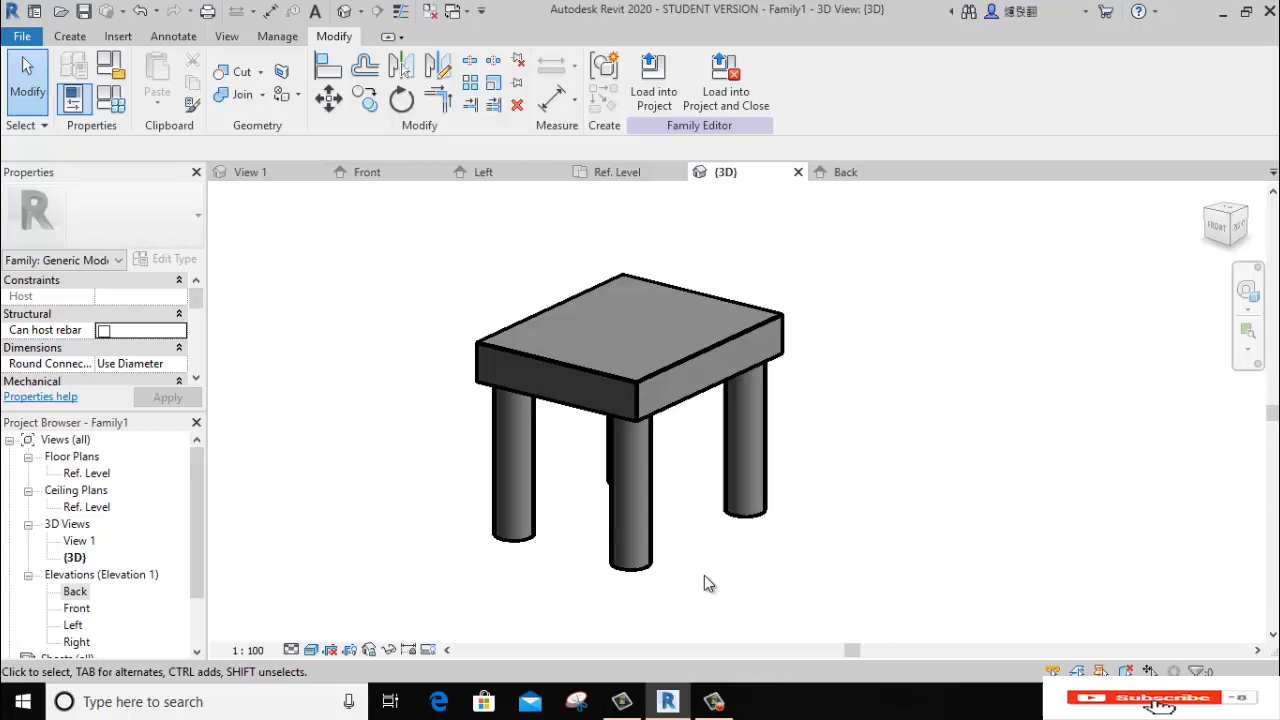 Autodesk Revit 2020 - STUDENT VERSION - Family1 - 3D View: {3D}
File Create Insert Annotate View Manage Modify
Modify Paste Cut Join
Load into Project
Load into Project and Close
Select Properties Clipboard Geometry Modify Measure Create Family Editor
Properties
View 1 Front Left Ref. Level {3D} Back
R
FRONT
Family: Generic Mode Edit Type
Constraints
Host
Structural
Can host rebar
Dimensions
Round Connec... Use Diameter
Mechanical
Properties help Apply
Project Browser - Family1
Views (all)
Floor Plans
Ref. Level
Ceiling Plans
Ref. Level
3D Views
View 1
{3D}
Elevations (Elevation 1)
Back
Front
Left
Right
Sheets (all)
1 : 100
Click to select, TAB for alternates, CTRL adds, SHIFT unselects.
:0
Type here to search
Subscribe